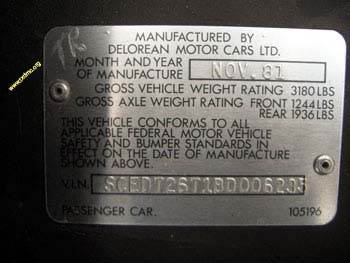 MANUFACTURED BY
DELOREAN MOTOR CARS LTD.
MONTH AND YEAR
OF MANUFACTURE NOV. 81
GROSS VEHICLE WEIGHT RATING 3180 LBS
GROSS AXLE WEIGHT RATING FRONT 1244 LBS
REAR 1936 LBS
THIS VEHICLE CONFORMS TO ALL
APPLICABLE FEDERAL MOTOR VEHICLE
SAFETY AND BUMPER STANDARDS IN
EFFECT ON THE DATE OF MANUFACTURE
SHOWN ABOVE.
V.I.N. SCEDT26T1BD006205
PASSENGER CAR. 105196